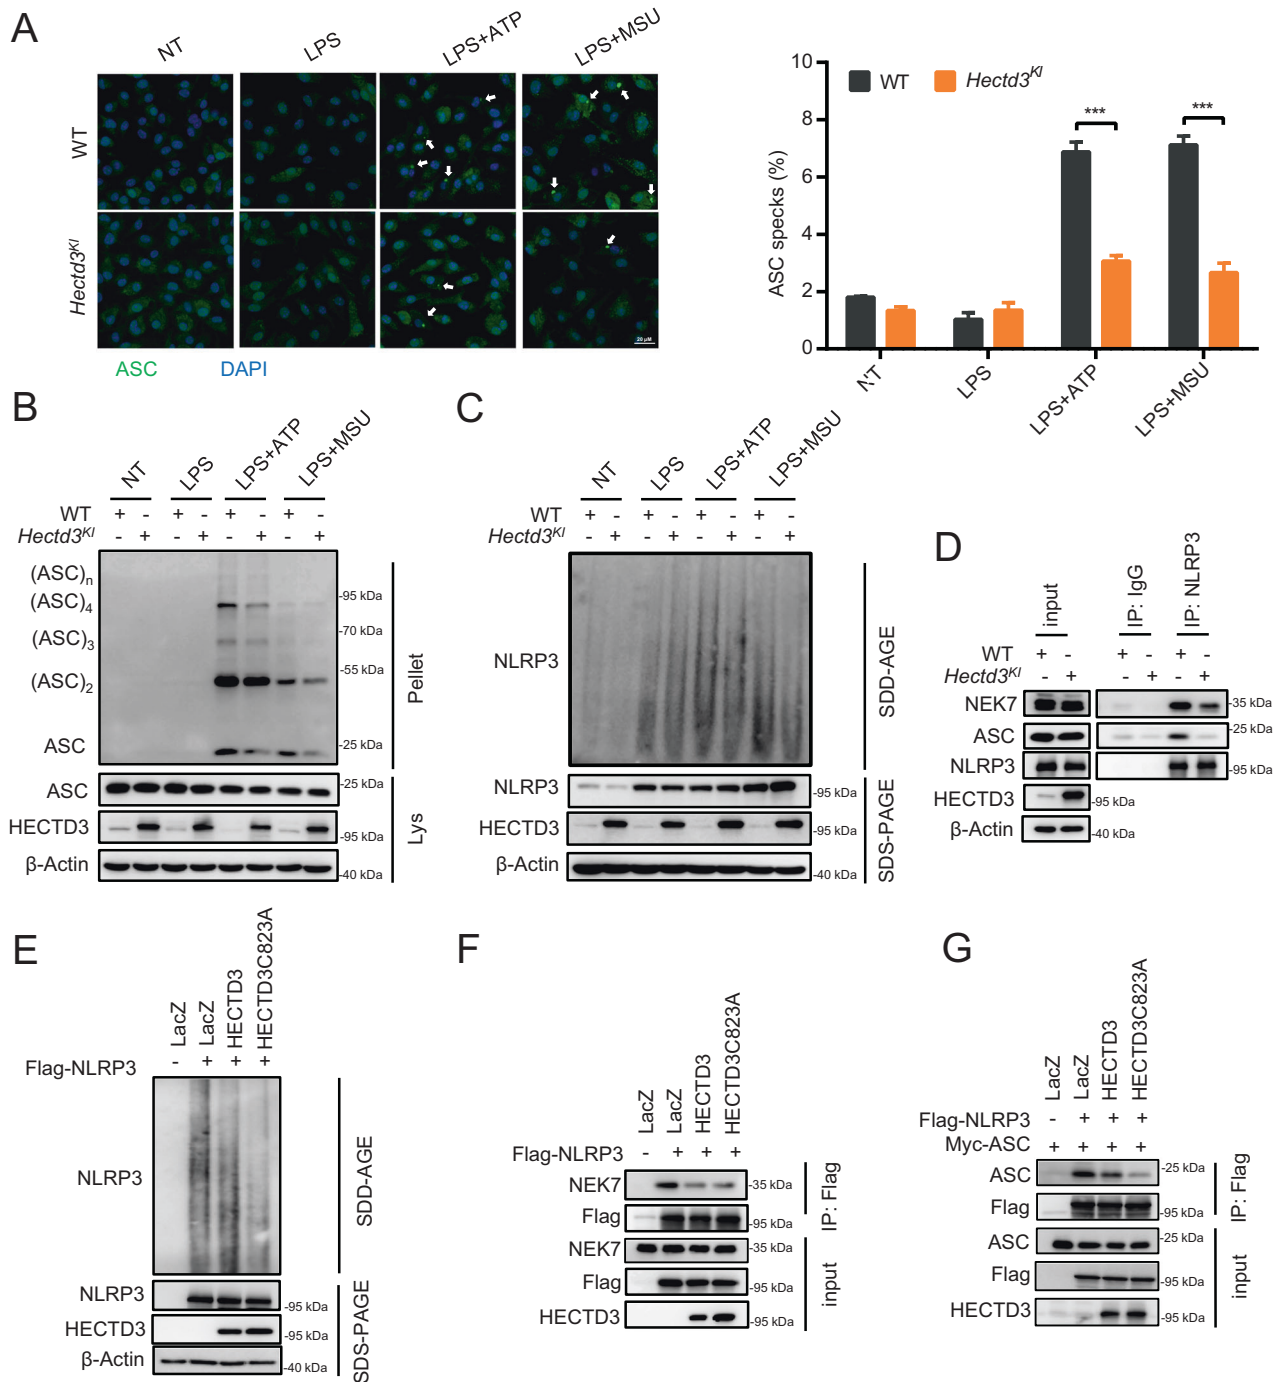 A
NT
LPS
LPS+ATP
LPS+MSU
WT
Hectd3KI
20 μM
ASC DAPI
ASC specks (%)
10
8
6
4
2
0
WT Hectd3KI
***
***
NT
LPS
LPS+ATP
LPS+MSU
B
NT
LPS
LPS+ATP
LPS+MSU
WT + - + - + - + -
Hectd3KI - + - + - + - +
(ASC)n
(ASC)4
(ASC)3
(ASC)2
ASC
-95 kDa
-70 kDa
-55 kDa
-25 kDa
Pellet
ASC -25 kDa
HECTD3 -95 kDa
β-Actin -40 kDa
Lys
C
NT
LPS
LPS+ATP
LPS+MSU
WT + - + - + - + -
Hectd3KI - + - + - + - +
NLRP3
SDD-AGE
NLRP3 -95 kDa
HECTD3 -95 kDa
β-Actin -40 kDa
SDS-PAGE
D
input
IP: IgG
IP: NLRP3
WT + - + - + -
Hectd3KI - + - + - +
NEK7 -35 kDa
ASC -25 kDa
NLRP3 -95 kDa
HECTD3 -95 kDa
β-Actin -40 kDa
E
LacZ
LacZ
HECTD3
HECTD3C823A
Flag-NLRP3 - + + +
NLRP3
SDD-AGE
NLRP3 -95 kDa
HECTD3 -95 kDa
β-Actin -40 kDa
SDS-PAGE
F
LacZ
LacZ
HECTD3
HECTD3C823A
Flag-NLRP3 - + + +
NEK7 -35 kDa
Flag -95 kDa
IP: Flag
NEK7 -35 kDa
Flag -95 kDa
HECTD3 -95 kDa
input
G
LacZ
LacZ
HECTD3
HECTD3C823A
Flag-NLRP3 - + + +
Myc-ASC + + + +
ASC -25 kDa
Flag -95 kDa
IP: Flag
ASC -25 kDa
Flag -95 kDa
HECTD3 -95 kDa
input